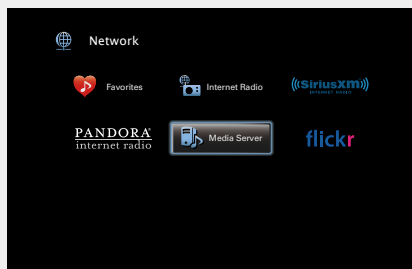 Network
Favorites
Internet Radio
((SiriusXM))
INTERNET RADIO
PANDORA®
internet radio
Media Server
flickr